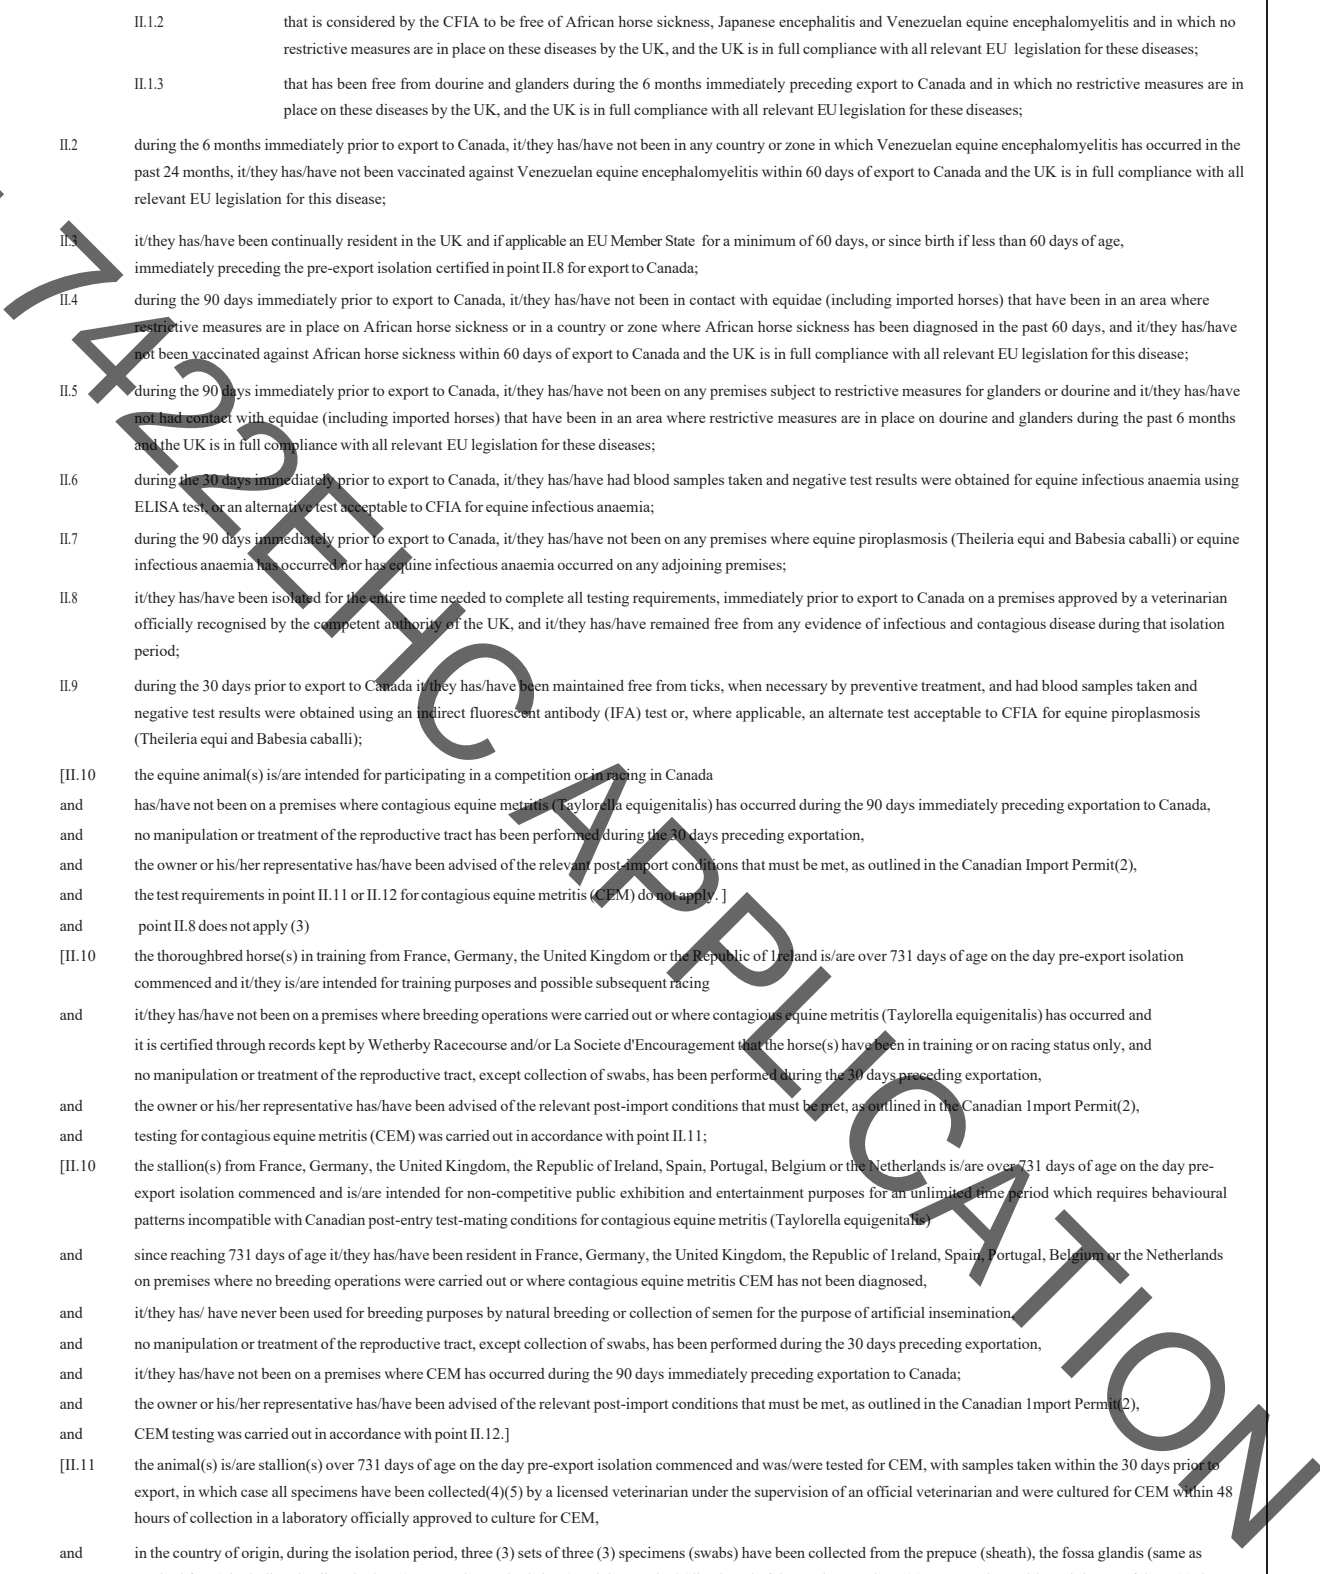 II.1.2 that is considered by the CFIA to be free of African horse sickness, Japanese encephalitis and Venezuelan equine encephalomyelitis and in which no
restrictive measures are in place on these diseases by the UK, and the UK is in full compliance with all relevant EU legislation for these diseases;
II.1.3 that has been free from dourine and glanders during the 6 months immediately preceding export to Canada and in which no restrictive measures are in
place on these diseases by the UK, and the UK is in full compliance with all relevant EU legislation for these diseases;
II.2 during the 6 months immediately prior to export to Canada, it/they has/have not been in any country or zone in which Venezuelan equine encephalomyelitis has occurred in the
past 24 months, it/they has/have not been vaccinated against Venezuelan equine encephalomyelitis within 60 days of export to Canada and the UK is in full compliance with all
relevant EU legislation for this disease;
II.3 it/they has/have been continually resident in the UK and if applicable an EU Member State for a minimum of 60 days, or since birth if less than 60 days of age,
immediately preceding the pre-export isolation certified in point II.8 for export to Canada;
II.4 during the 90 days immediately prior to export to Canada, it/they has/have not been in contact with equidae (including imported horses) that have been in an area where
restrictive measures are in place on African horse sickness or in a country or zone where African horse sickness has been diagnosed in the past 60 days, and it/they has/have
not been vaccinated against African horse sickness within 60 days of export to Canada and the UK is in full compliance with all relevant EU legislation for this disease;
II.5 during the 90 days immediately prior to export to Canada, it/they has/have not been on any premises subject to restrictive measures for glanders or dourine and it/they has/have
not had contact with equidae (including imported horses) that have been in an area where restrictive measures are in place on dourine and glanders during the past 6 months
and the UK is in full compliance with all relevant EU legislation for these diseases;
II.6 during the 30 days immediately prior to export to Canada, it/they has/have had blood samples taken and negative test results were obtained for equine infectious anaemia using
ELISA test, or an alternative test acceptable to CFIA for equine infectious anaemia;
II.7 during the 90 days immediately prior to export to Canada, it/they has/have not been on any premises where equine piroplasmosis (Theileria equi and Babesia caballi) or equine
infectious anaemia has occurred nor has equine infectious anaemia occurred on any adjoining premises;
II.8 it/they has/have been isolated for the entire time needed to complete all testing requirements, immediately prior to export to Canada on a premises approved by a veterinarian
officially recognised by the competent authority of the UK, and it/they has/have remained free from any evidence of infectious and contagious disease during that isolation
period;
II.9 during the 30 days prior to export to Canada it/they has/have been maintained free from ticks, when necessary by preventive treatment, and had blood samples taken and
negative test results were obtained using an indirect fluorescent antibody (IFA) test or, where applicable, an alternate test acceptable to CFIA for equine piroplasmosis
(Theileria equi and Babesia caballi);
[II.10 the equine animal(s) is/are intended for participating in a competition or in racing in Canada
and has/have not been on a premises where contagious equine metritis (Taylorella equigenitalis) has occurred during the 90 days immediately preceding exportation to Canada,
and no manipulation or treatment of the reproductive tract has been performed during the 30 days preceding exportation,
and the owner or his/her representative has/have been advised of the relevant post-import conditions that must be met, as outlined in the Canadian Import Permit(2),
and the test requirements in point II.11 or II.12 for contagious equine metritis (CEM) do not apply. ]
and point II.8 does not apply (3)
[II.10 the thoroughbred horse(s) in training from France, Germany, the United Kingdom or the Republic of 1reland is/are over 731 days of age on the day pre-export isolation
commenced and it/they is/are intended for training purposes and possible subsequent racing
and it/they has/have not been on a premises where breeding operations were carried out or where contagious equine metritis (Taylorella equigenitalis) has occurred and
it is certified through records kept by Wetherby Racecourse and/or La Societe d'Encouragement that the horse(s) have been in training or on racing status only, and
no manipulation or treatment of the reproductive tract, except collection of swabs, has been performed during the 30 days preceding exportation,
and the owner or his/her representative has/have been advised of the relevant post-import conditions that must be met, as outlined in the Canadian 1mport Permit(2),
and testing for contagious equine metritis (CEM) was carried out in accordance with point II.11;
[II.10 the stallion(s) from France, Germany, the United Kingdom, the Republic of Ireland, Spain, Portugal, Belgium or the Netherlands is/are over 731 days of age on the day pre-
export isolation commenced and is/are intended for non-competitive public exhibition and entertainment purposes for an unlimited time period which requires behavioural
patterns incompatible with Canadian post-entry test-mating conditions for contagious equine metritis (Taylorella equigenitalis)
and since reaching 731 days of age it/they has/have been resident in France, Germany, the United Kingdom, the Republic of 1reland, Spain, Portugal, Belgium or the Netherlands
on premises where no breeding operations were carried out or where contagious equine metritis CEM has not been diagnosed,
and it/they has/ have never been used for breeding purposes by natural breeding or collection of semen for the purpose of artificial insemination,
and no manipulation or treatment of the reproductive tract, except collection of swabs, has been performed during the 30 days preceding exportation,
and it/they has/have not been on a premises where CEM has occurred during the 90 days immediately preceding exportation to Canada;
and the owner or his/her representative has/have been advised of the relevant post-import conditions that must be met, as outlined in the Canadian 1mport Permit(2),
and CEM testing was carried out in accordance with point II.12.]
[II.11 the animal(s) is/are stallion(s) over 731 days of age on the day pre-export isolation commenced and was/were tested for CEM, with samples taken within the 30 days prior to
export, in which case all specimens have been collected(4)(5) by a licensed veterinarian under the supervision of an official veterinarian and were cultured for CEM within 48
hours of collection in a laboratory officially approved to culture for CEM,
and in the country of origin, during the isolation period, three (3) sets of three (3) specimens (swabs) have been collected from the prepuce (sheath), the fossa glandis (same as
7422EHC APPLICATION